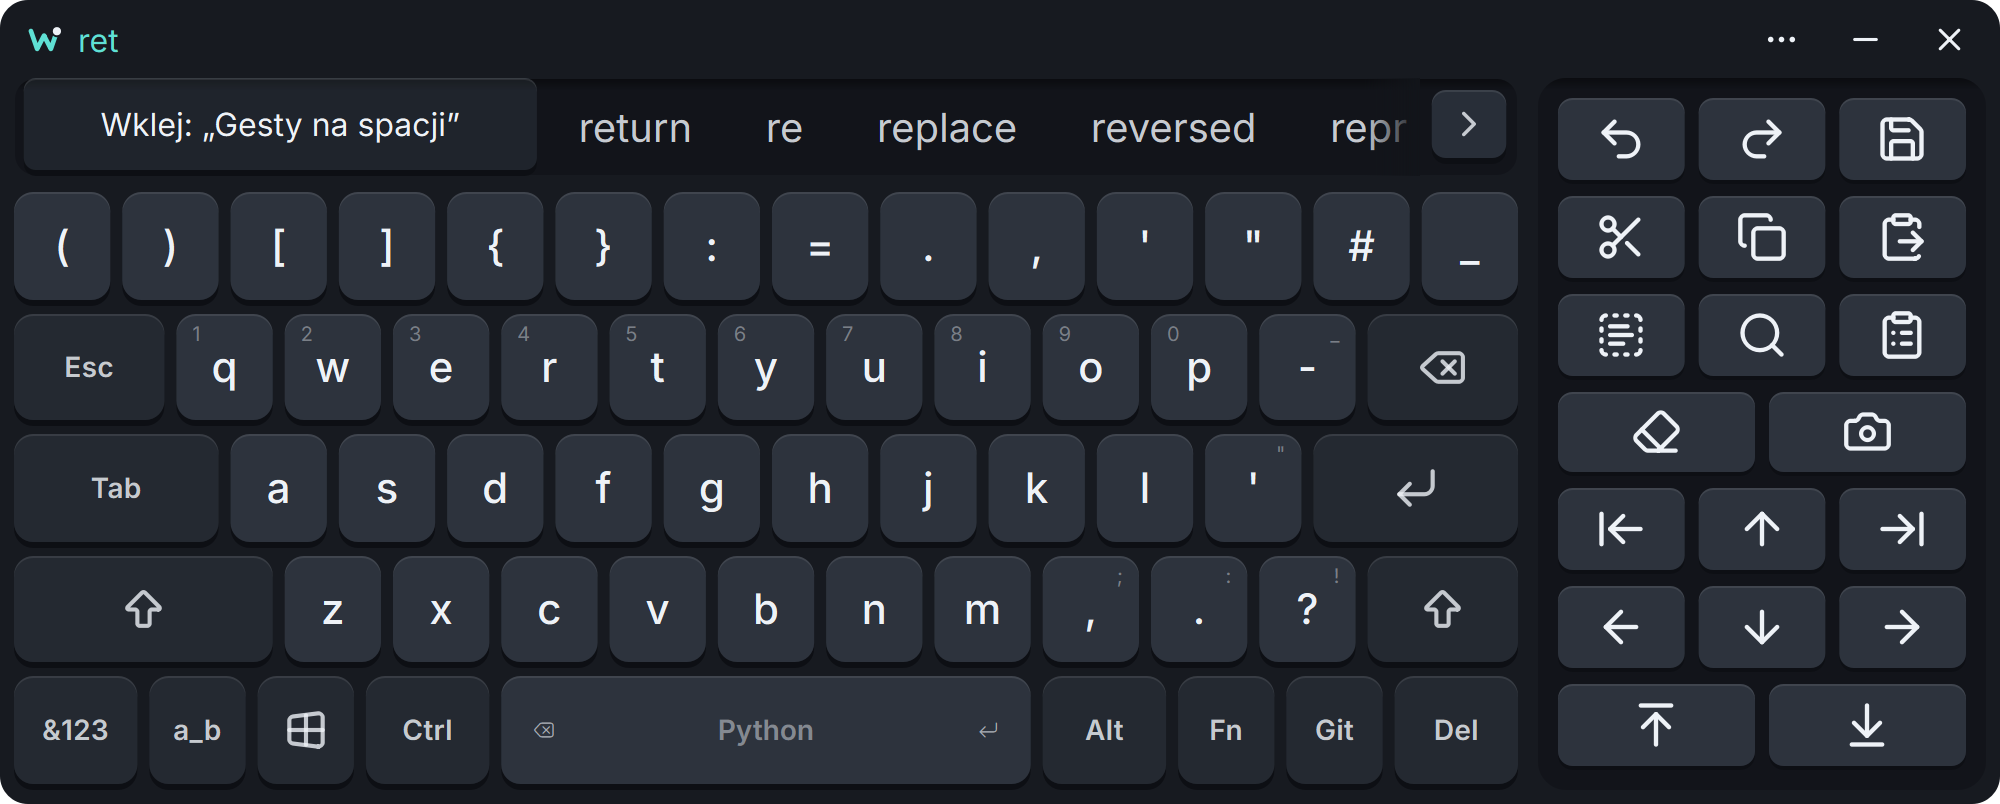 ret
Wklej: „Gesty na spacji” return re replace reversed repr
( ) [ ] { } : = . , ' " # _
Esc 1 q 2 w 3 e 4 r 5 t 6 y 7 u 8 i 9 o 0 p - _
Tab a s d f g h j k l ' "
z x c v b n m , ; . : ? !
&123 a_b Ctrl Python Alt Fn Git Del